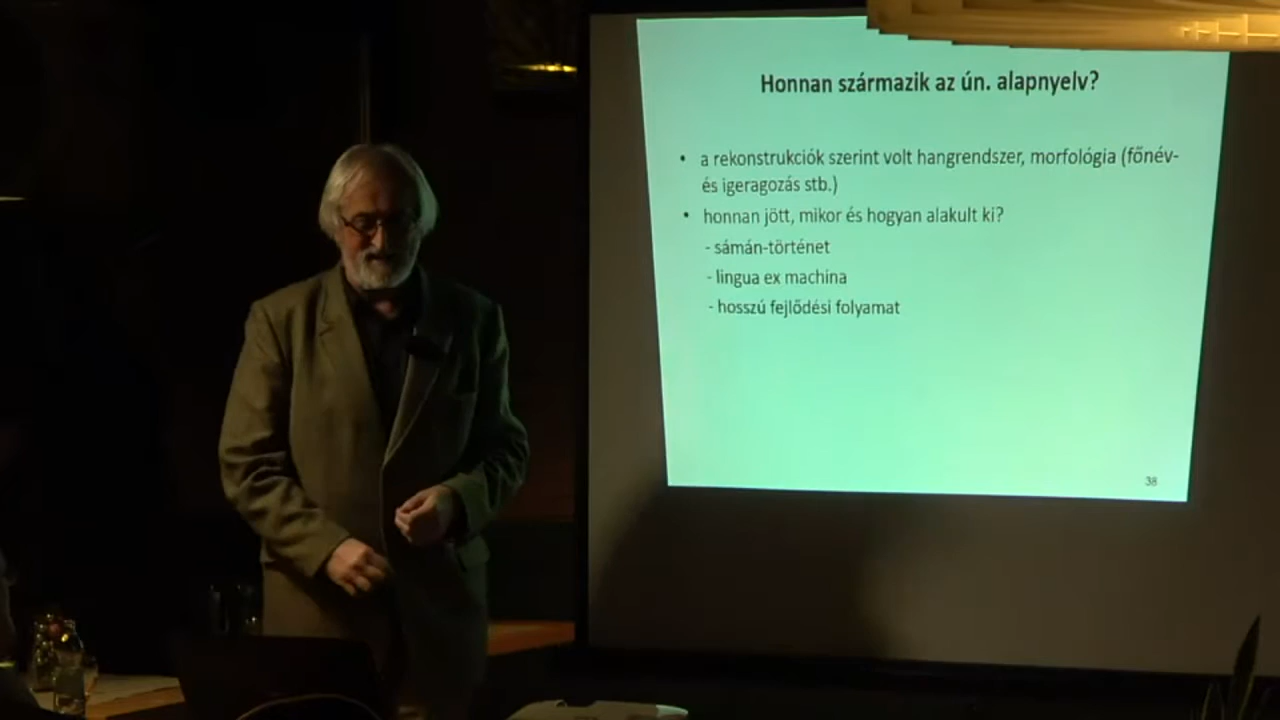 Honnan származik az ún. alapnyelv?
• a rekonstrukciók szerint volt hangrendszer, morfológia (főnév-
és igeragozás stb.)
• honnan jött, mikor és hogyan alakult ki?
- sámán-történet
- lingua ex machina
- hosszú fejlődési folyamat
38